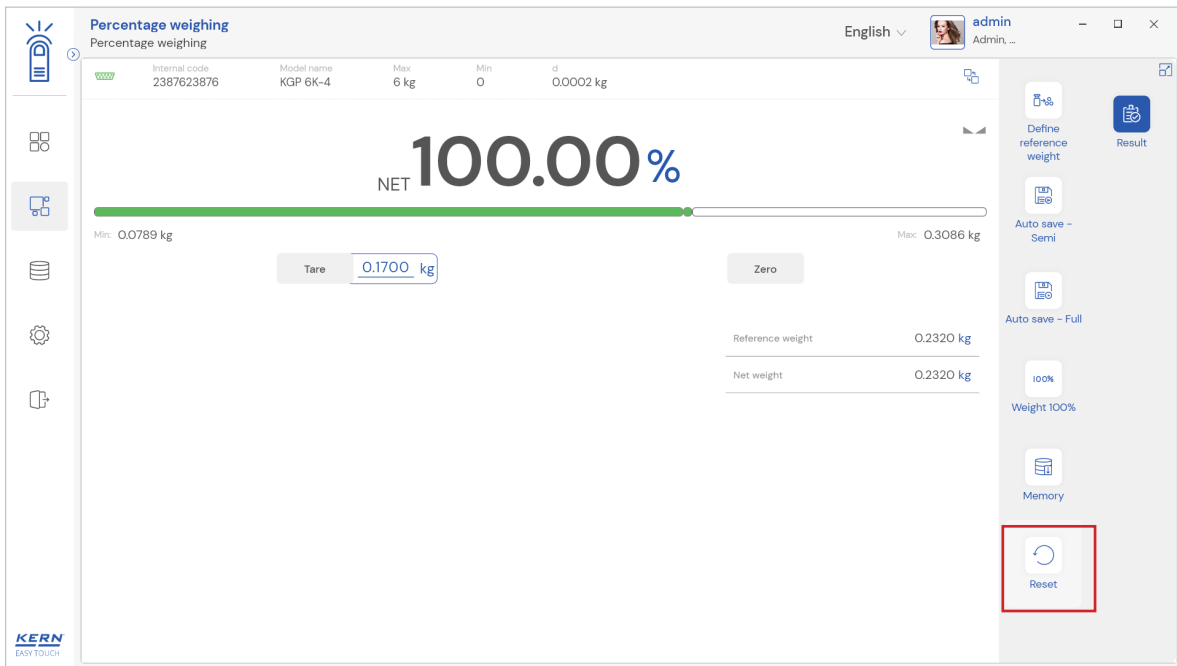 Percentage weighing
Percentage weighing
English
admin
Admin, ...
Internal code
2387623876
Model name
KGP 6K-4
Max
6 kg
Min
0
d
0.0002 kg
NET 100.00 %
Min: 0.0789 kg
Max: 0.3086 kg
Tare 0.1700 kg
Zero
Reference weight 0.2320 kg
Net weight 0.2320 kg
Define
reference
weight
Result
Auto save -
Semi
Auto save - Full
100%
Weight 100%
Memory
Reset
KERN
EASY TOUCH